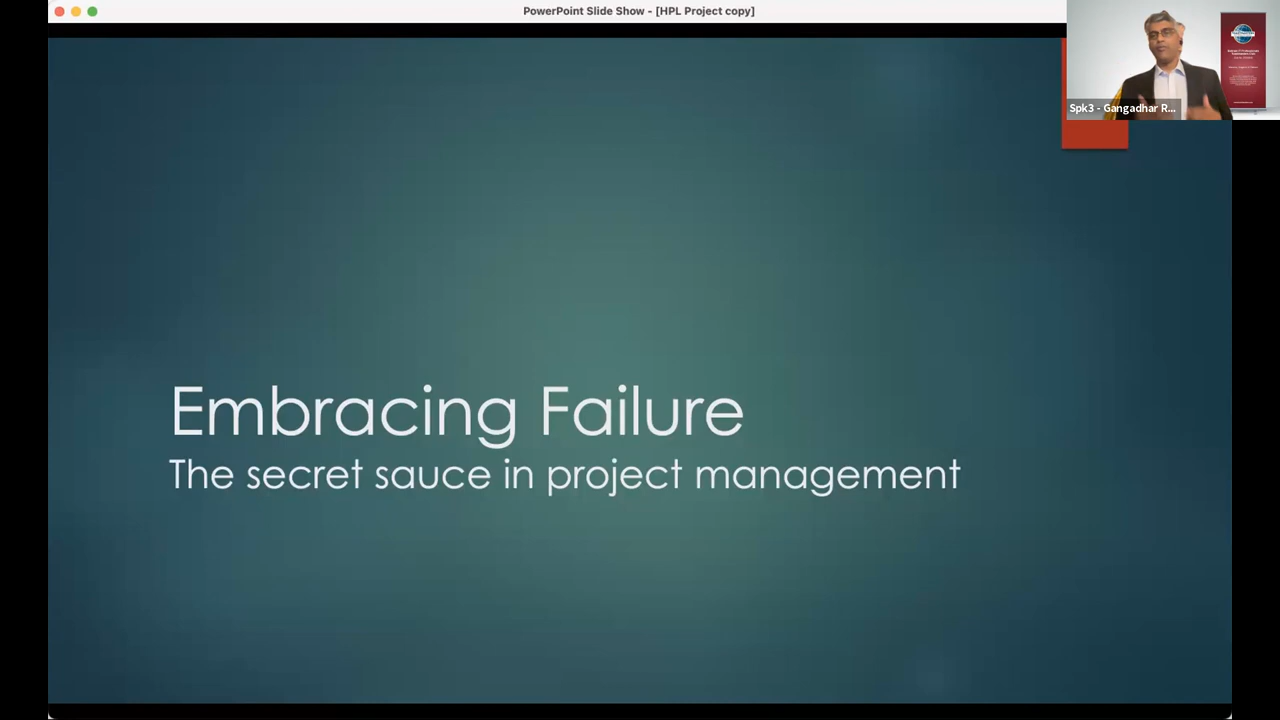 PowerPoint Slide Show - [HPL Project copy]
Spk3 - Gangadhar R...
Embracing Failure
The secret sauce in project management